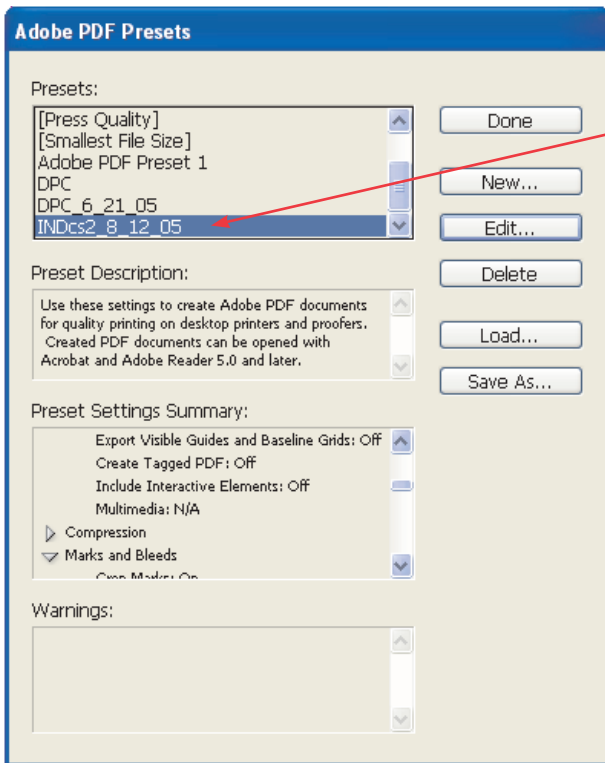 Adobe PDF Presets
Presets:
[Press Quality]
[Smallest File Size]
Adobe PDF Preset 1
DPC
DPC_6_21_05
INDcs2_8_12_05
Done
New...
Edit...
Delete
Load...
Save As...
Preset Description:
Use these settings to create Adobe PDF documents
for quality printing on desktop printers and proofers.
Created PDF documents can be opened with
Acrobat and Adobe Reader 5.0 and later.
Preset Settings Summary:
Export Visible Guides and Baseline Grids: Off
Create Tagged PDF: Off
Include Interactive Elements: Off
Multimedia: N/A
Compression
Marks and Bleeds
Crop Marks: On
Warnings: